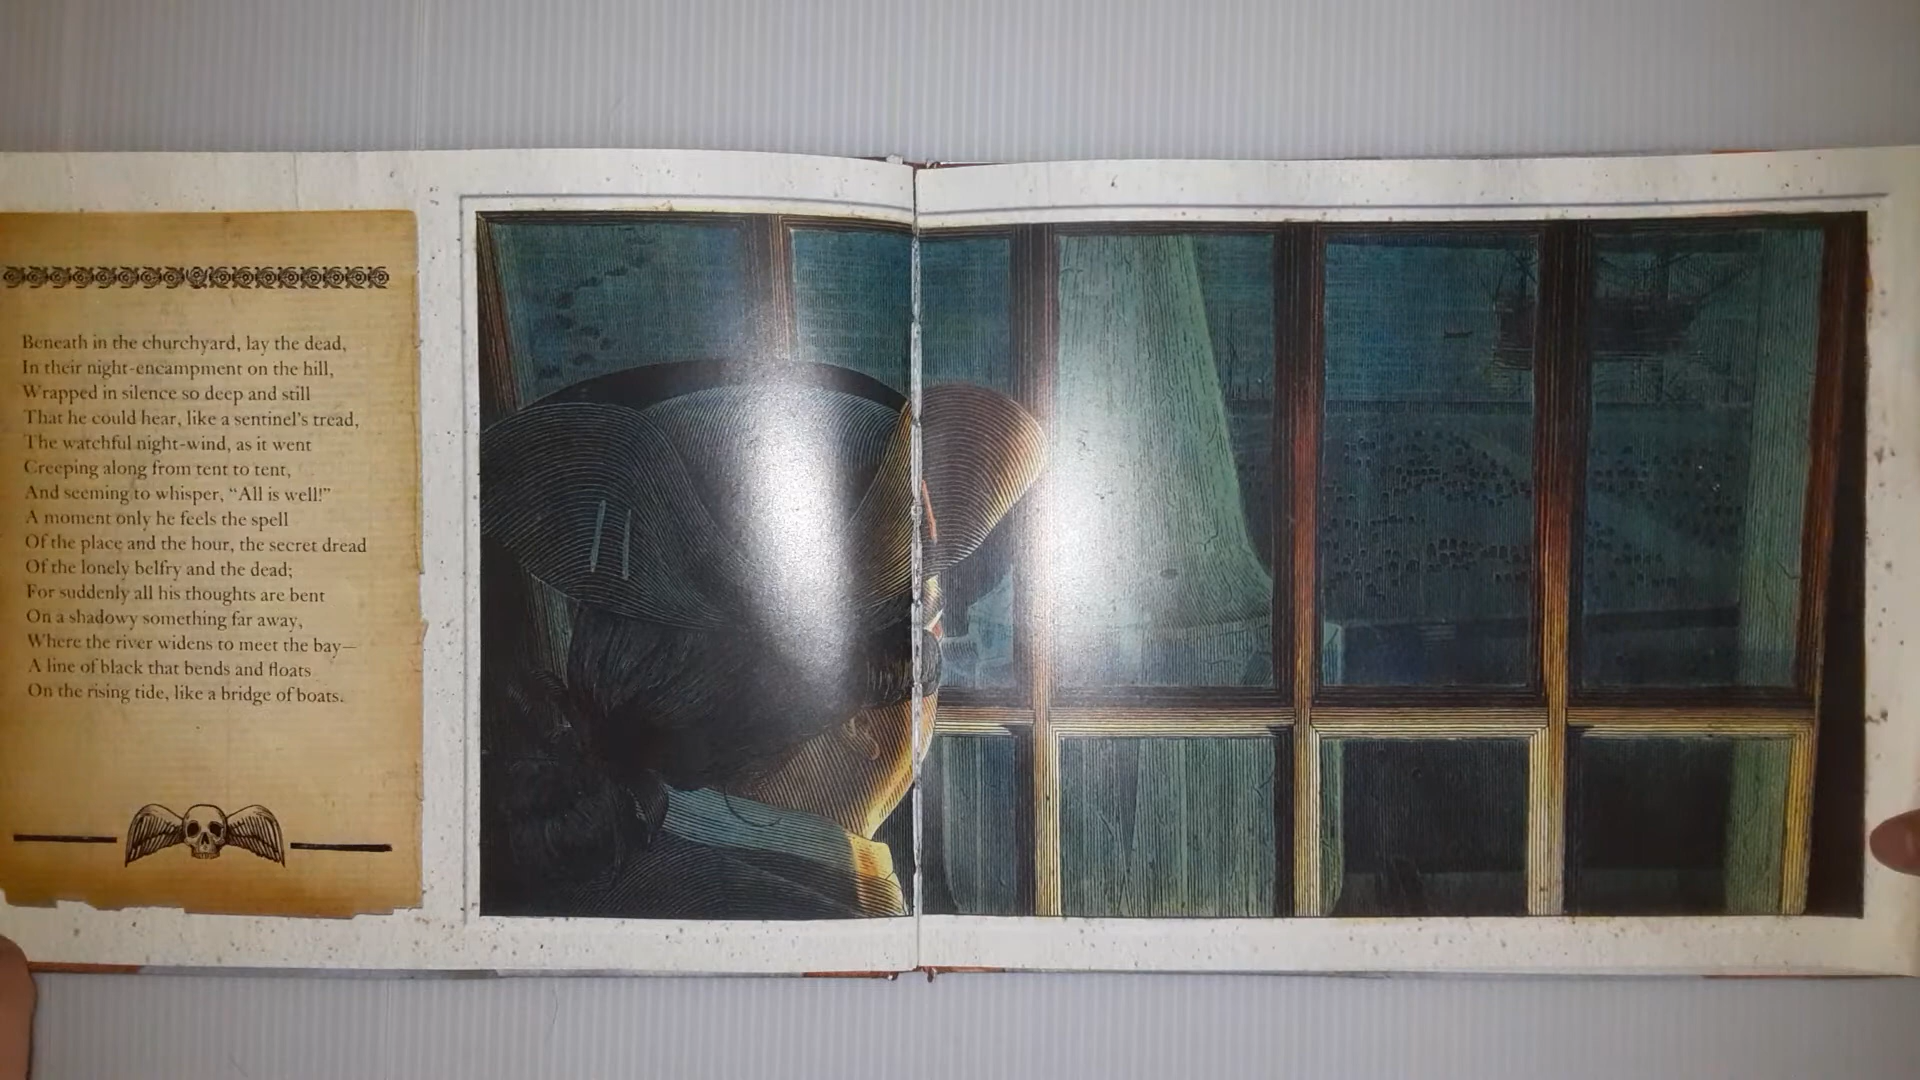 Beneath in the churchyard, lay the dead,
In their night-encampment on the hill,
Wrapped in silence so deep and still
That he could hear, like a sentinel's tread,
The watchful night-wind, as it went
Creeping along from tent to tent,
And seeming to whisper, “All is well!”
A moment only he feels the spell
Of the place and the hour, the secret dread
Of the lonely belfry and the dead;
For suddenly all his thoughts are bent
On a shadowy something far away,
Where the river widens to meet the bay—
A line of black that bends and floats
On the rising tide, like a bridge of boats.